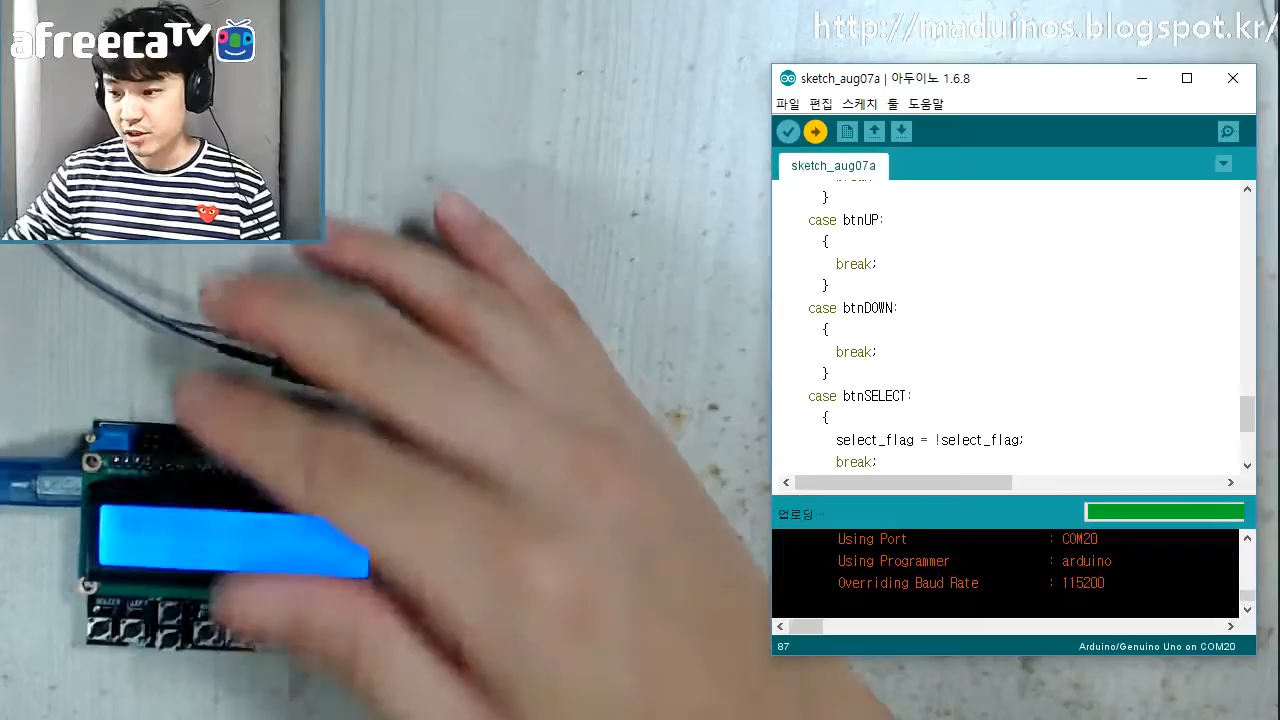 afreecaTV
http://maduinos.blogspot.kr/
sketch_aug07a | 아두이노 1.6.8
파일 편집 스케치 툴 도움말
sketch_aug07a
}
case btnUP:
{
break;
}
case btnDOWN:
{
break;
}
case btnSELECT:
{
select_flag = !select_flag;
break;
업로딩…
Using Port : COM20
Using Programmer : arduino
Overriding Baud Rate : 115200
87
Arduino/Genuino Uno on COM20